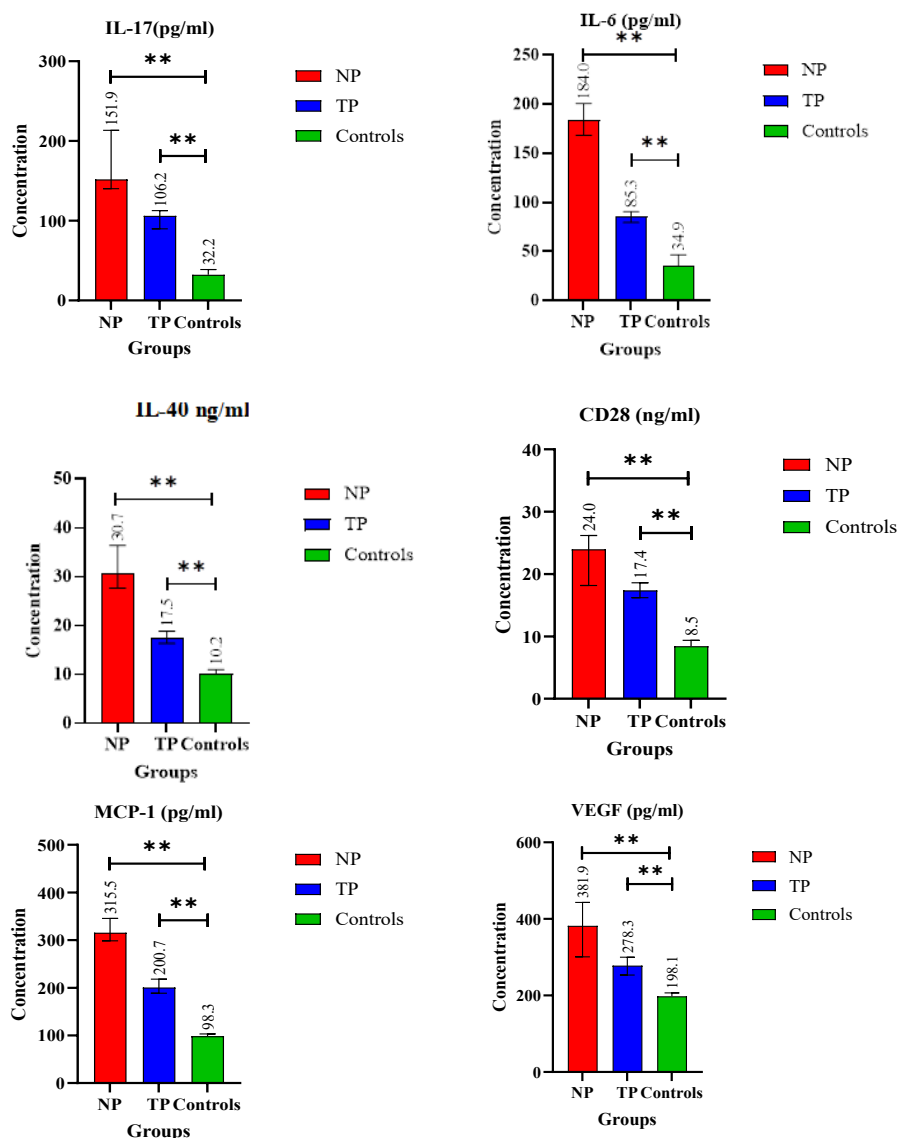 IL-17(pg/ml)
300
200
100
0
Concentration
**
**
151.9
106.2
32.2
NP TP Controls
Groups
NP
TP
Controls
IL-6 (pg/ml)
250
200
150
100
50
0
Concentration
**
**
184.0
85.3
34.9
NP TP Controls
Groups
NP
TP
Controls
IL-40 ng/ml
50
40
30
20
10
0
Concentration
**
**
30.7
17.5
10.2
NP TP Controls
Groups
NP
TP
Controls
CD28 (ng/ml)
40
30
20
10
0
Concentration
**
**
24.0
17.4
8.5
NP TP Controls
Groups
NP
TP
Controls
MCP-1 (pg/ml)
500
400
300
200
100
0
Concentration
**
**
315.5
200.7
98.3
NP TP Controls
Groups
NP
TP
Controls
VEGF (pg/ml)
600
400
200
0
Concentration
**
**
381.9
278.3
198.1
NP TP Controls
Groups
NP
TP
Controls